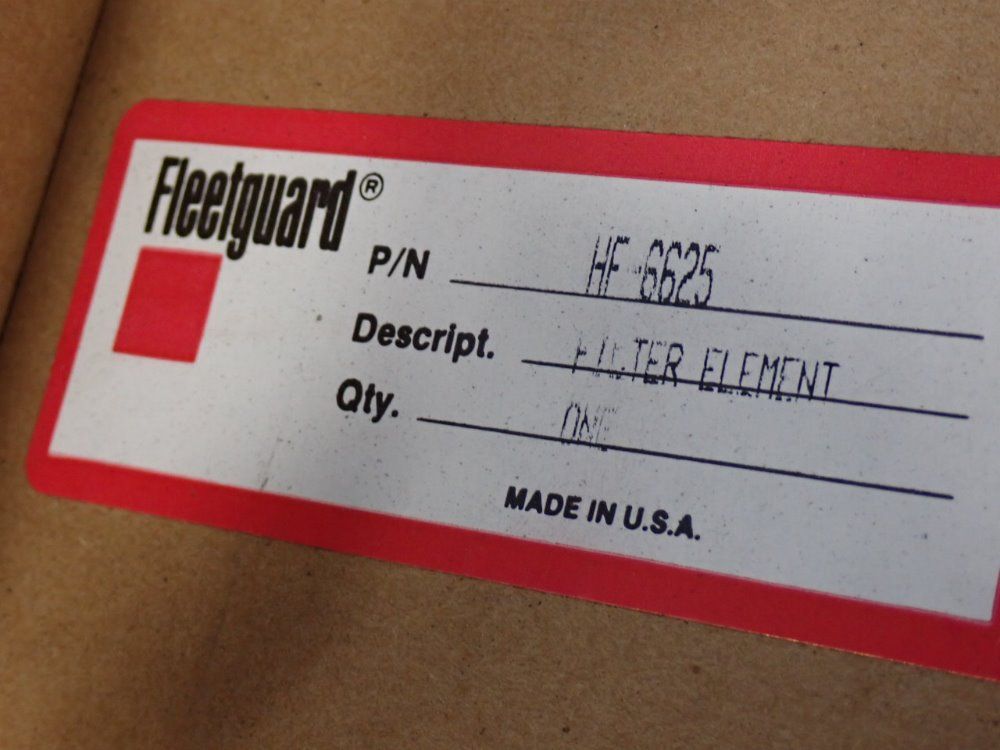 Fleetguard®
P/N HF-6625
Descript. FILTER ELEMENT
Qty. ONE
MADE IN U.S.A.